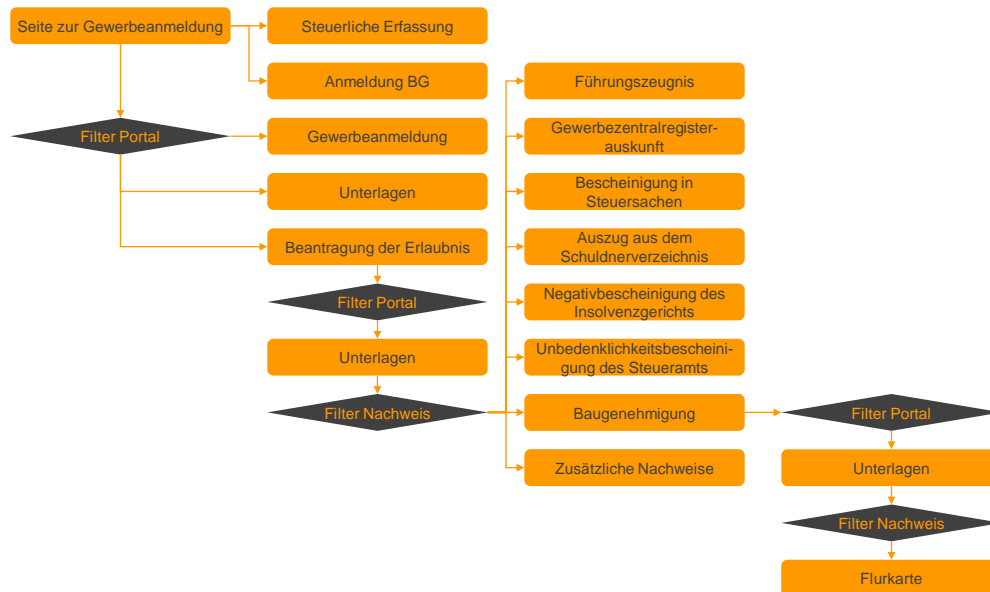 Seite zur Gewerbeanmeldung
Steuerliche Erfassung
Anmeldung BG
Führungszeugnis
Filter Portal
Gewerbeanmeldung
Gewerbezentralregister-
auskunft
Unterlagen
Bescheinigung in
Steuersachen
Beantragung der Erlaubnis
Auszug aus dem
Schuldnerverzeichnis
Filter Portal
Negativbescheinigung des
Insolvenzgerichts
Unterlagen
Unbedenklichkeitsbescheini-
gung des Steueramts
Filter Nachweis
Baugenehmigung
Filter Portal
Zusätzliche Nachweise
Unterlagen
Filter Nachweis
Flurkarte